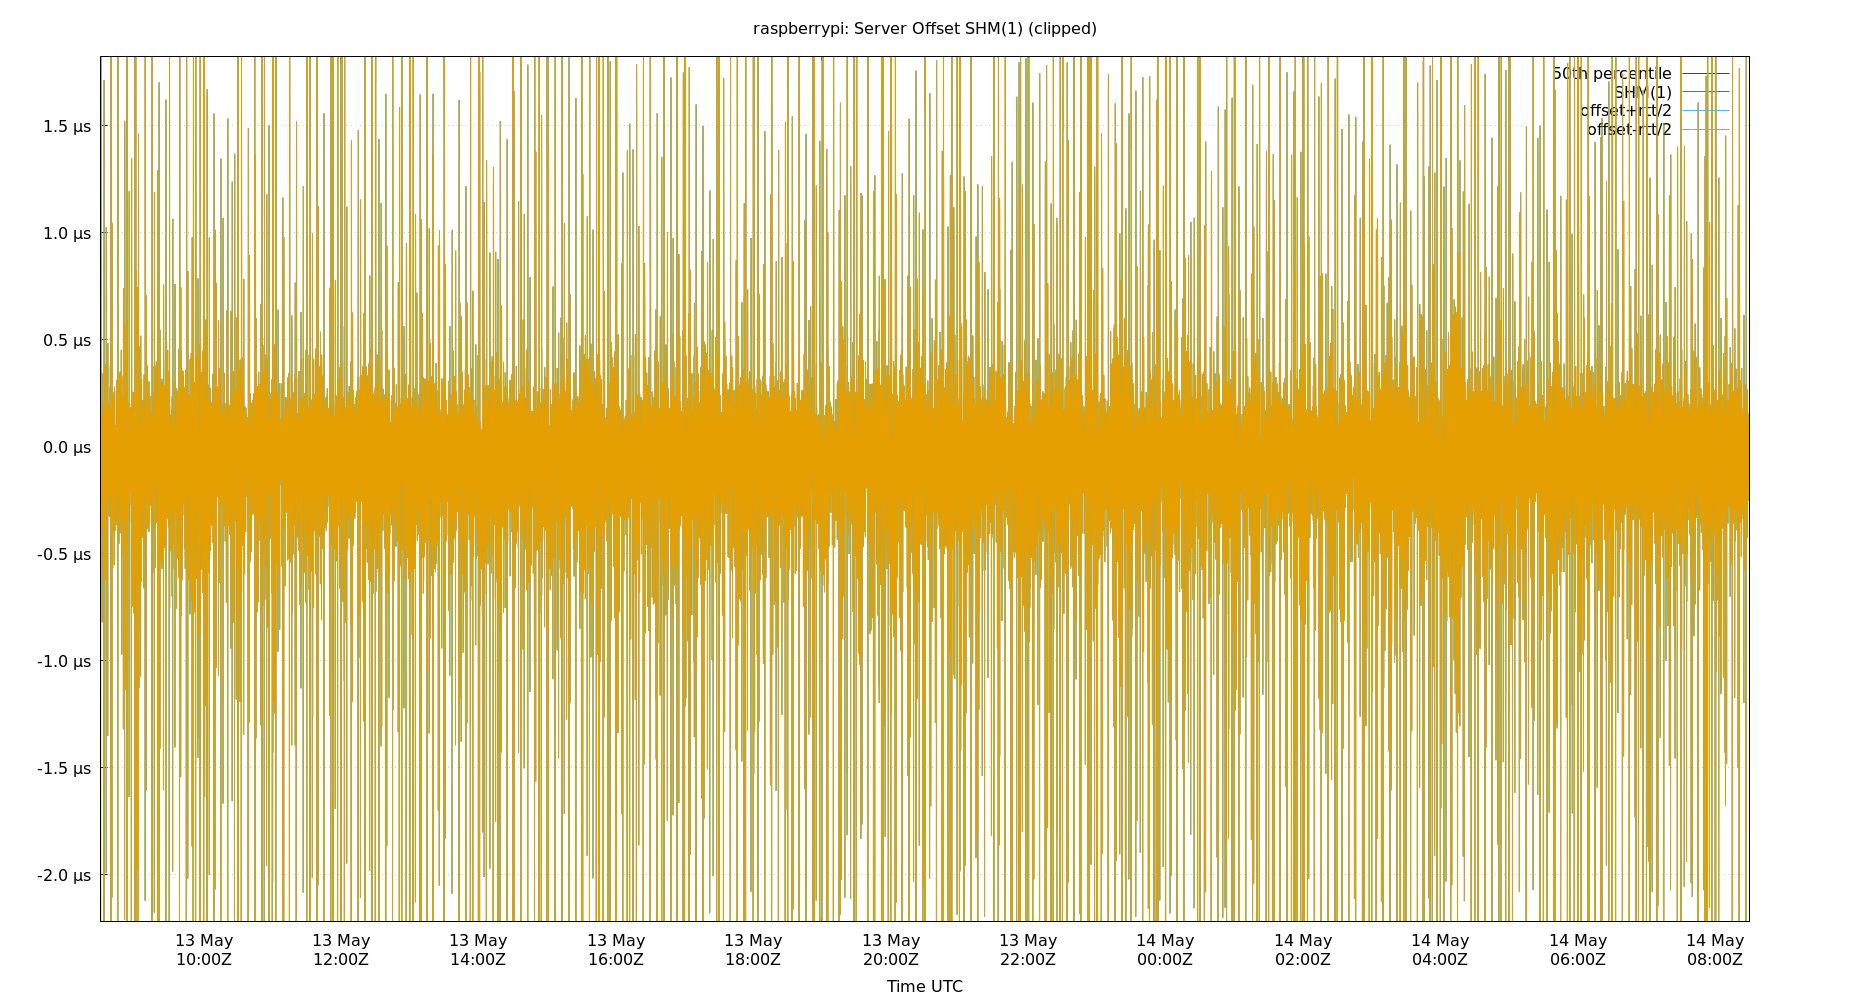 raspberrypi: Server Offset SHM(1) (clipped)
50th percentile
SHM(1)
offset+rtt/2
offset-rtt/2
1.5 µs
1.0 µs
0.5 µs
0.0 µs
-0.5 µs
-1.0 µs
-1.5 µs
-2.0 µs
13 May 13 May 13 May 13 May 13 May 13 May 13 May 14 May 14 May 14 May 14 May 14 May
10:00Z 12:00Z 14:00Z 16:00Z 18:00Z 20:00Z 22:00Z 00:00Z 02:00Z 04:00Z 06:00Z 08:00Z
Time UTC